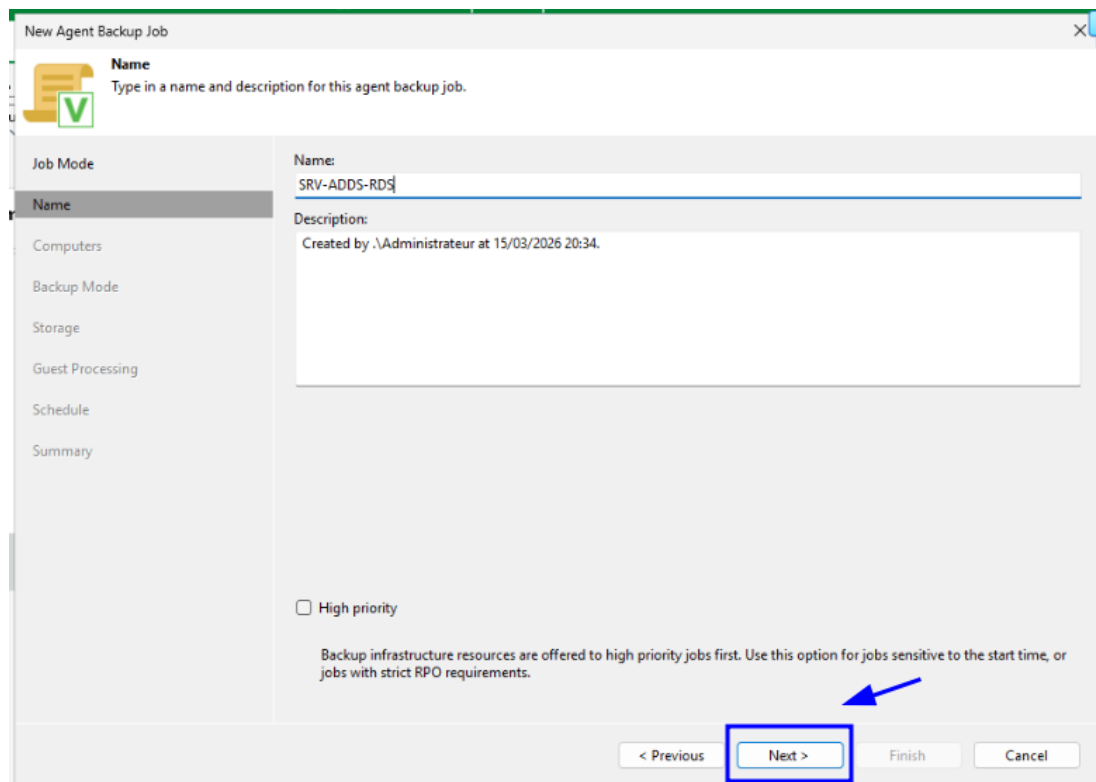 New Agent Backup Job
Name
Type in a name and description for this agent backup job.
Job Mode
Name
Computers
Backup Mode
Storage
Guest Processing
Schedule
Summary
Name:
SRV-ADDS-RDS
Description:
Created by .\Administrateur at 15/03/2026 20:34.
High priority
Backup infrastructure resources are offered to high priority jobs first. Use this option for jobs sensitive to the start time, or
jobs with strict RPO requirements.
< Previous
Next >
Finish
Cancel